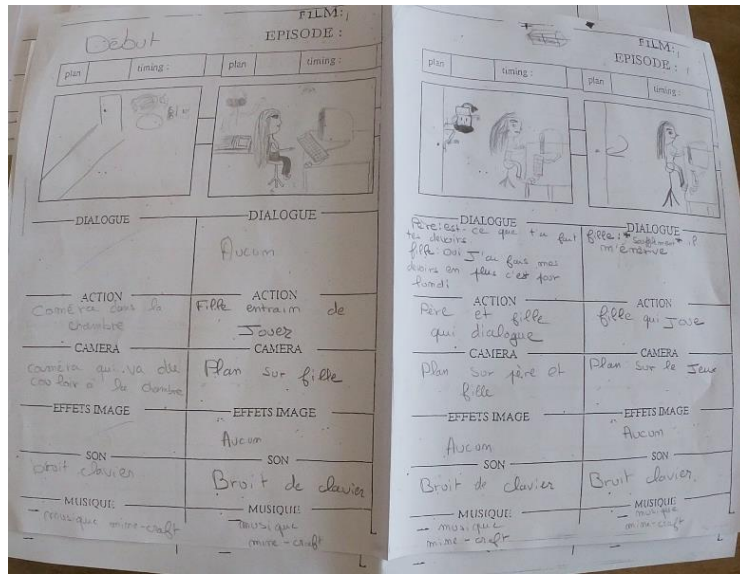 FILM:
Début
EPISODE :
plan
timing :
plan
timing :
DIALOGUE
DIALOGUE
Aucun
ACTION
Caméra dans la
chambre
ACTION
Fille entrain de
Jouer
CAMERA
caméra qui va du
couloir a la chambre
CAMERA
Plan sur fille
EFFETS IMAGE
EFFETS IMAGE
Aucun
SON
bruit clavier
SON
Bruit de clavier
MUSIQUE
musique mine-craft
MUSIQUE
musique
mine-craft
FILM:
EPISODE :
plan
timing :
plan
timing :
DIALOGUE
Père: est-ce que tu fait
tes devoirs
fille: oui J'ai fais mes
devoirs en plus c'est pour
lundi
DIALOGUE
fille: il
m'énerve
ACTION
Père et fille
qui dialogue
ACTION
fille qui Joue
CAMERA
Plan sur père et
fille
CAMERA
Plan sur le Jeux
EFFETS IMAGE
Aucun
EFFETS IMAGE
Aucun
SON
Bruit de clavier
SON
Bruit clavier.
MUSIQUE
musique
mine-craft
MUSIQUE
musique
mine-craft